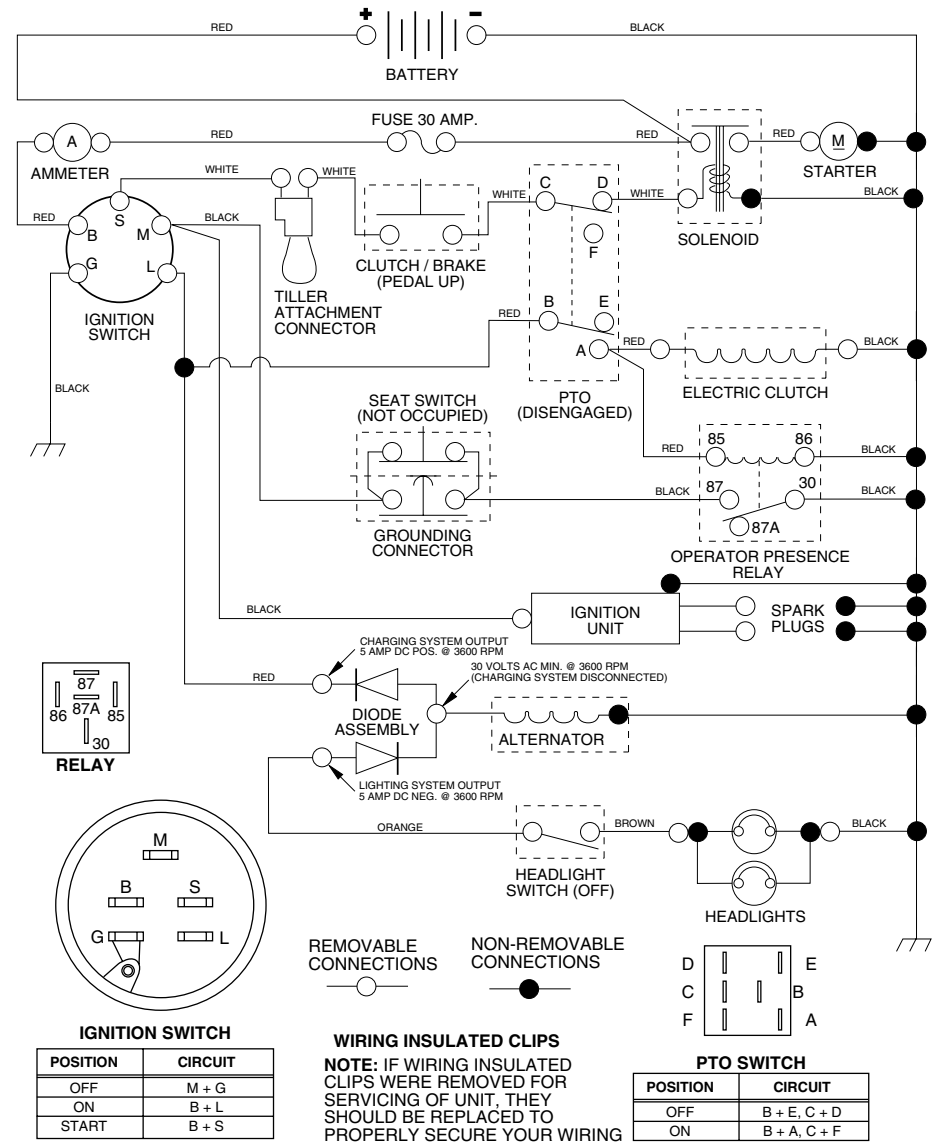 + -
RED BLACK
BATTERY
FUSE 30 AMP.
A RED RED RED M
AMMETER STARTER
WHITE WHITE C D BLACK
S WHITE WHITE
RED BLACK
B M SOLENOID
F
G L CLUTCH / BRAKE
(PEDAL UP)
TILLER
ATTACHMENT
CONNECTOR
IGNITION
SWITCH
B E
RED
A RED BLACK
ELECTRIC CLUTCH
BLACK
SEAT SWITCH
(NOT OCCUPIED)
PTO
(DISENGAGED)
85 86
RED BLACK
BLACK 87 30 BLACK
87A
GROUNDING
CONNECTOR
OPERATOR PRESENCE
RELAY
BLACK
IGNITION
UNIT
SPARK
PLUGS
CHARGING SYSTEM OUTPUT
5 AMP DC POS. @ 3600 RPM
30 VOLTS AC MIN. @ 3600 RPM
(CHARGING SYSTEM DISCONNECTED)
RED
87
87A
86 85
30
RELAY
DIODE
ASSEMBLY
ALTERNATOR
LIGHTING SYSTEM OUTPUT
5 AMP DC NEG. @ 3600 RPM
ORANGE BROWN BLACK
HEADLIGHT
SWITCH (OFF)
HEADLIGHTS
M
B S
G L
REMOVABLE
CONNECTIONS
NON-REMOVABLE
CONNECTIONS
D E
C B
F A
IGNITION SWITCH
POSITION CIRCUIT
OFF M + G
ON B + L
START B + S
WIRING INSULATED CLIPS
NOTE: IF WIRING INSULATED
CLIPS WERE REMOVED FOR
SERVICING OF UNIT, THEY
SHOULD BE REPLACED TO
PROPERLY SECURE YOUR WIRING
PTO SWITCH
POSITION CIRCUIT
OFF B + E, C + D
ON B + A, C + F